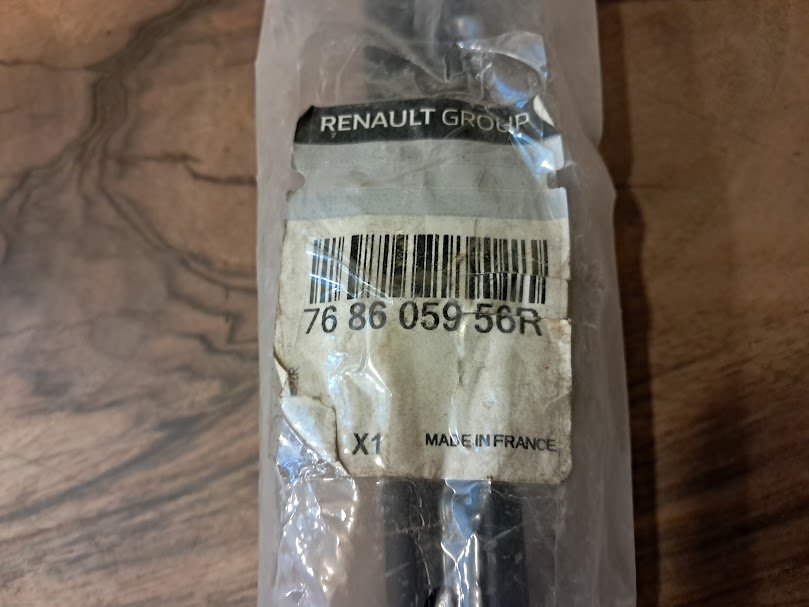 RENAULT GROUP
76 86 059 56R
X1 MADE IN FRANCE